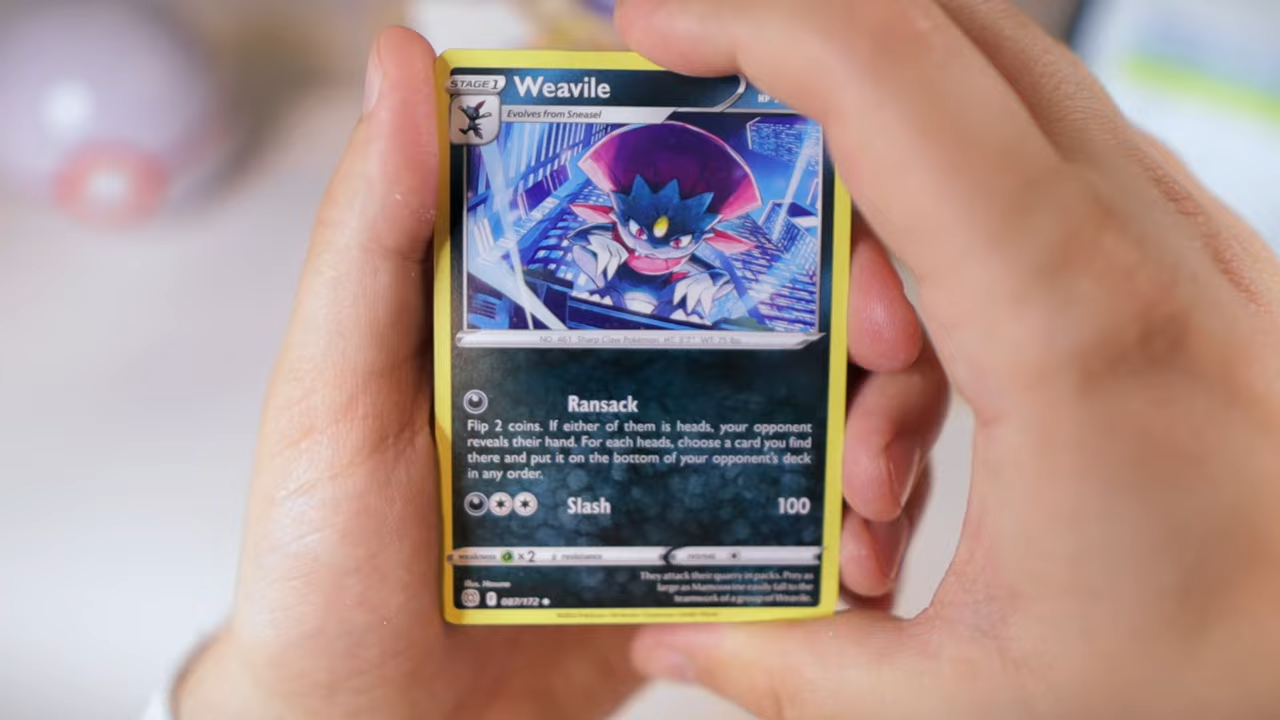 STAGE 1
Weavile
HP
Evolves from Sneasel
NO. 461 Sharp Claw Pokémon HT: 3'7" WT: 75 lbs.
Ransack
Flip 2 coins. If either of them is heads, your opponent
reveals their hand. For each heads, choose a card you find
there and put it on the bottom of your opponent's deck
in any order.
Slash 100
weakness ×2 resistance retreat
Illus. Hasuno
They attack their quarry in packs. Prey as
large as Mamoswine easily fall to the
teamwork of a group of Weavile.
087/172